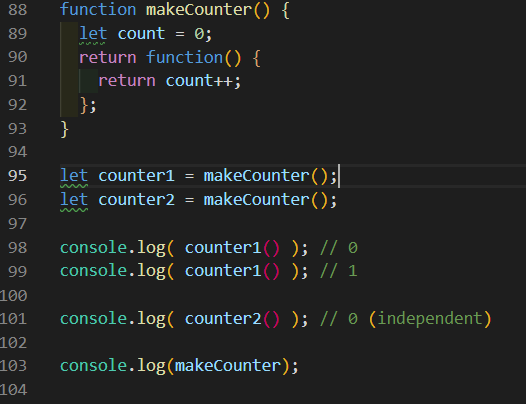 88 function makeCounter() {
89 let count = 0;
90 return function() {
91 return count++;
92 };
93 }
94
95 let counter1 = makeCounter();
96 let counter2 = makeCounter();
97
98 console.log( counter1() ); // 0
99 console.log( counter1() ); // 1
100
101 console.log( counter2() ); // 0 (independent)
102
103 console.log(makeCounter);
104